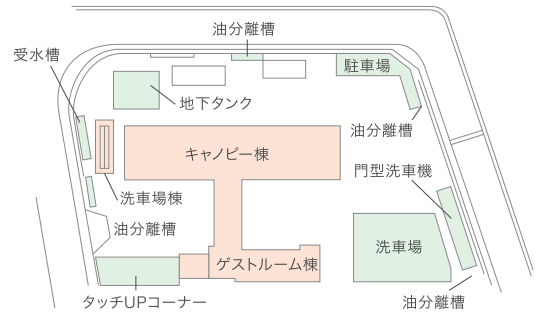 油分離槽
受水槽
駐車場
地下タンク
油分離槽
キャノピー棟
門型洗車機
洗車場棟
油分離槽
洗車場
ゲストルーム棟
タッチUPコーナー
油分離槽